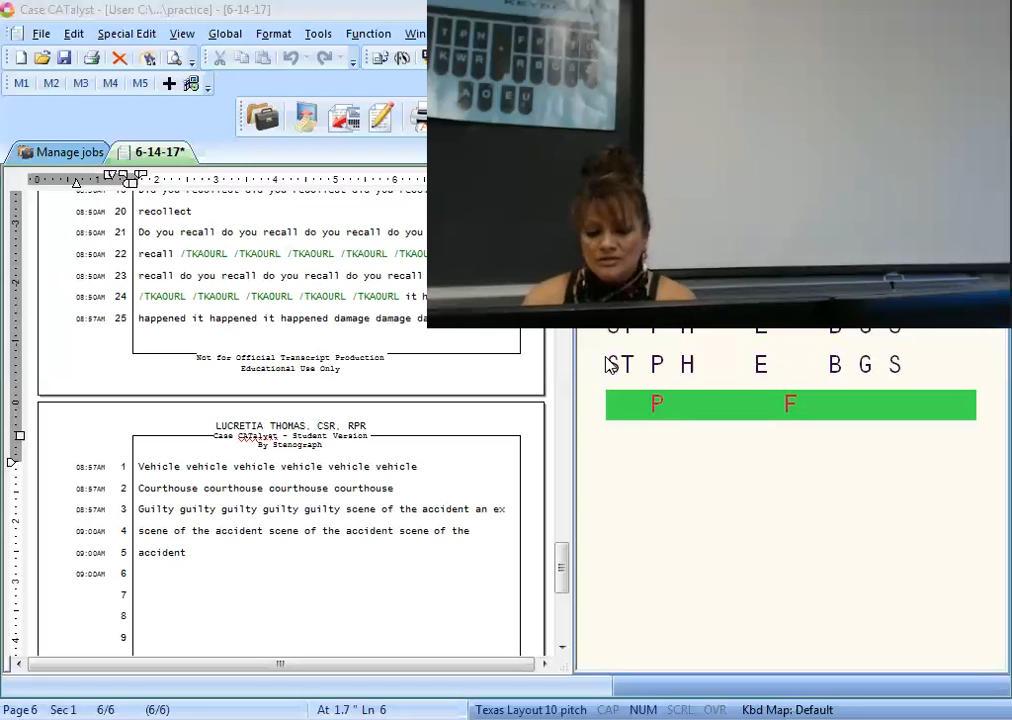 Case CATalyst - [User: C:\...\practice] - [6-14-17]
File Edit Special Edit View Global Format Tools Function Win
M1 M2 M3 M4 M5
Manage jobs 6-14-17*
08:50AM 20 recollect
08:50AM 21 Do you recall do you recall do you recall do you
08:50AM 22 recall /TKAOURL /TKAOURL /TKAOURL /TKAOURL /TKAOURL
08:50AM 23 recall do you recall do you recall do you recall
08:50AM 24 /TKAOURL /TKAOURL /TKAOURL /TKAOURL /TKAOURL it h
08:57AM 25 happened it happened it happened damage damage d
Not for Official Transcript Production
Educational Use Only
LUCRETIA THOMAS, CSR, RPR
Case CATalyst - Student Version
By Stenograph
08:57AM 1 Vehicle vehicle vehicle vehicle vehicle vehicle
08:57AM 2 Courthouse courthouse courthouse courthouse
08:57AM 3 Guilty guilty guilty guilty guilty scene of the accident an ex
09:00AM 4 scene of the accident scene of the accident scene of the
09:00AM 5 accident
09:00AM 6
7
8
9
KEYBO
T P H * F P L T
K W R R B G S
A O E U
S T P H E B G S
P F
Page 6 Sec 1 6/6 (6/6) At 1.7" Ln 6 Texas Layout 10 pitch CAP NUM SCRL OVR Kbd Map: Default